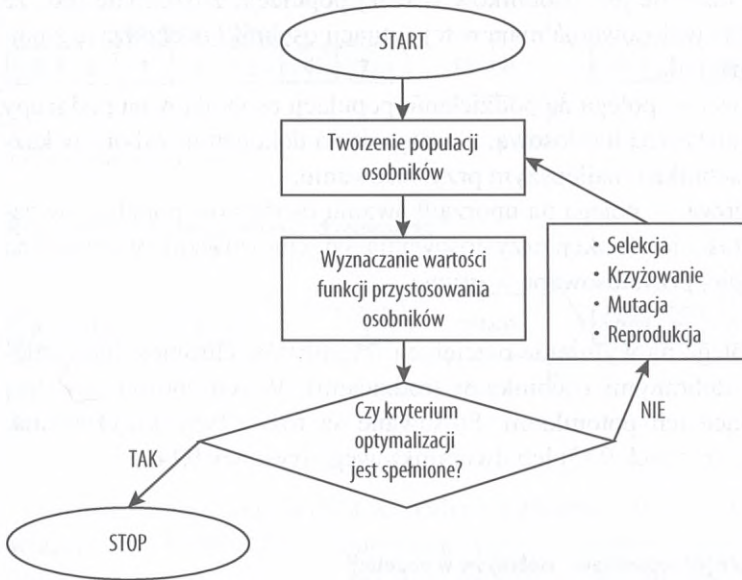 START
Tworzenie populacji
osobników
Wyznaczanie wartości
funkcji przystosowania
osobników
• Selekcja
• Krzyżowanie
• Mutacja
• Reprodukcja
Czy kryterium
optymalizacji
jest spełnione?
NIE
TAK
STOP